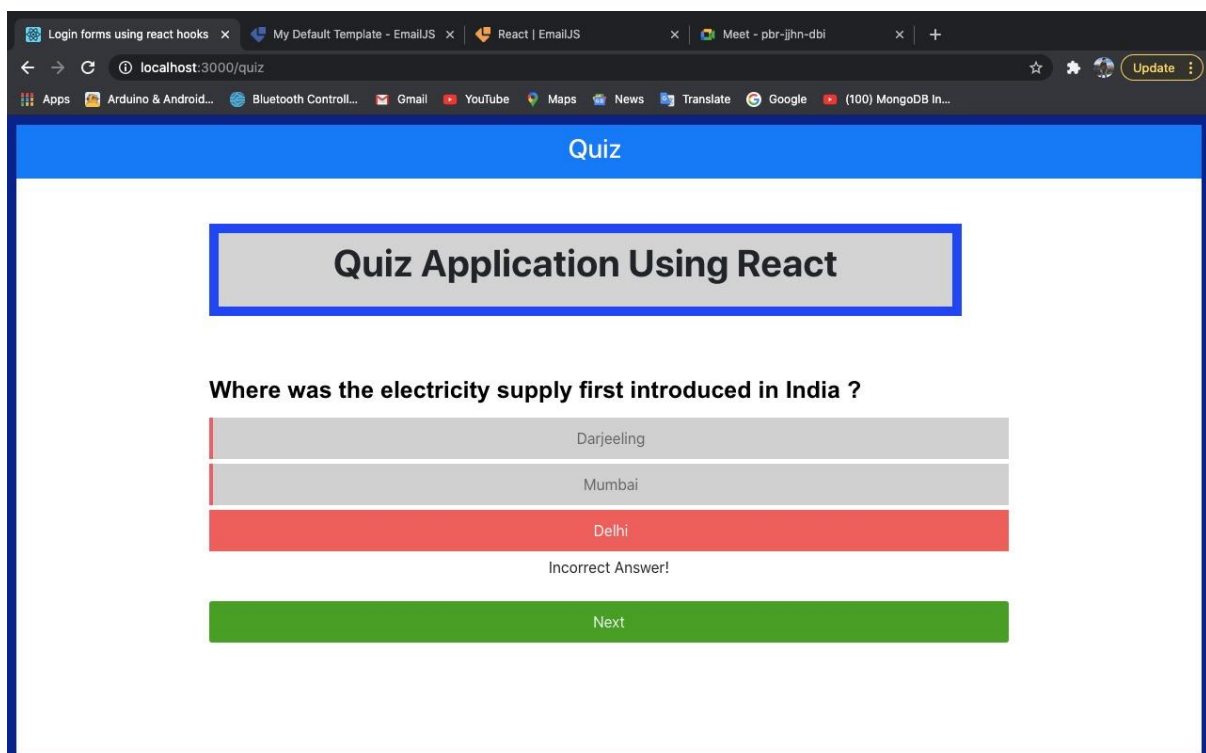 Login forms using react hooks My Default Template - EmailJS React | EmailJS Meet - pbr-jjhn-dbi
localhost:3000/quiz Update
Apps Arduino & Android... Bluetooth Controll... Gmail YouTube Maps News Translate Google (100) MongoDB In...
Quiz
Quiz Application Using React
Where was the electricity supply first introduced in India ?
Darjeeling
Mumbai
Delhi
Incorrect Answer!
Next